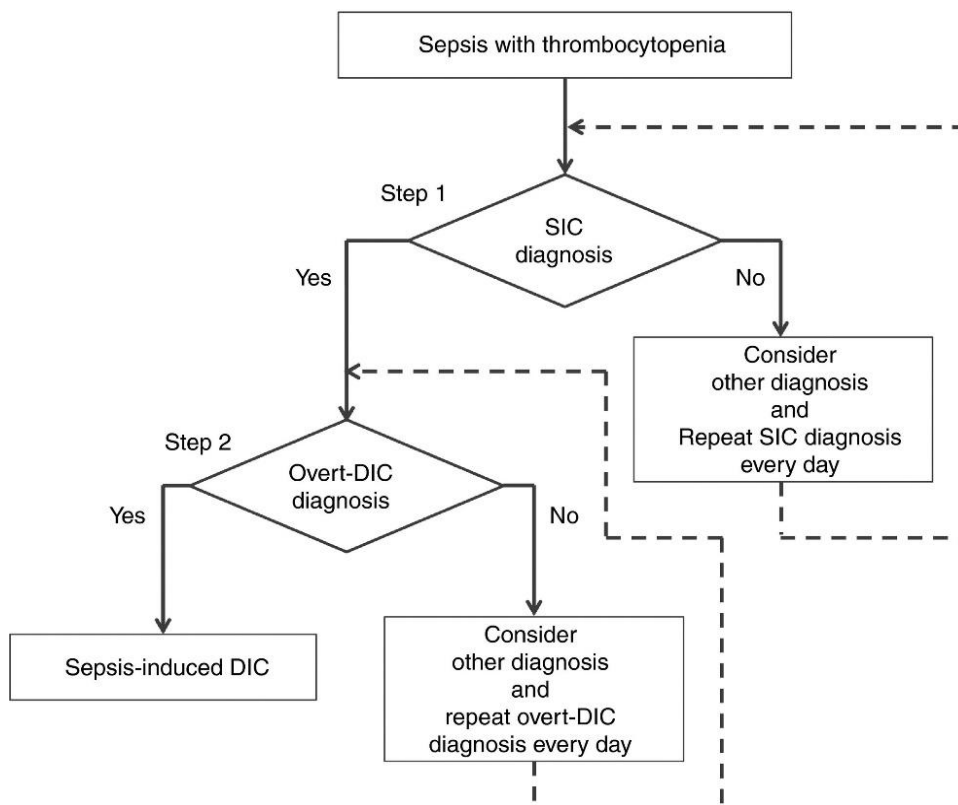 Sepsis with thrombocytopenia
Step 1
SIC
diagnosis
Yes
No
Consider
other diagnosis
and
Repeat SIC diagnosis
every day
Step 2
Overt-DIC
diagnosis
Yes
No
Sepsis-induced DIC
Consider
other diagnosis
and
repeat overt-DIC
diagnosis every day